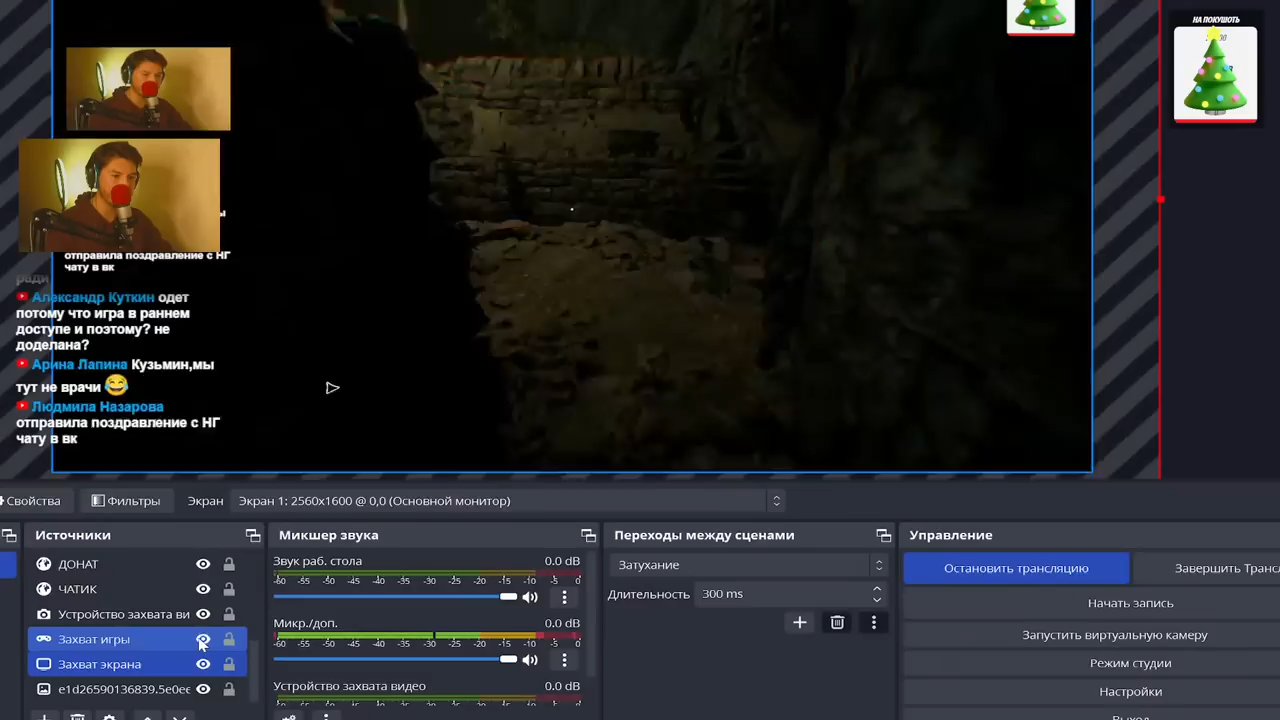 НА ПОКУШОТЬ
отправила поздравление с НГ
чату в вк
ради
Александр Куткин одет
потому что игра в раннем
доступе и поэтому? не
доделана?
Арина Лапина Кузьмин,мы
тут не врачи 😂
Людмила Назарова
отправила поздравление с НГ
чату в вк
Свойства
Фильтры
Экран
Экран 1: 2560x1600 @ 0,0 (Основной монитор)
Источники
Микшер звука
Переходы между сценами
Управление
ДОНАТ
ЧАТИК
Устройство захвата ви
Захват игры
Захват экрана
e1d26590136839.5e0ee
Звук раб. стола
0.0 dB
-60 -55 -50 -45 -40 -35 -30 -25 -20 -15 -10 -5 0
Микр./доп.
0.0 dB
-60 -55 -50 -45 -40 -35 -30 -25 -20 -15 -10 -5 0
Устройство захвата видео
0.0 dB
Затухание
Длительность
300 ms
Остановить трансляцию
Завершить Трансл
Начать запись
Запустить виртуальную камеру
Режим студии
Настройки
Выход